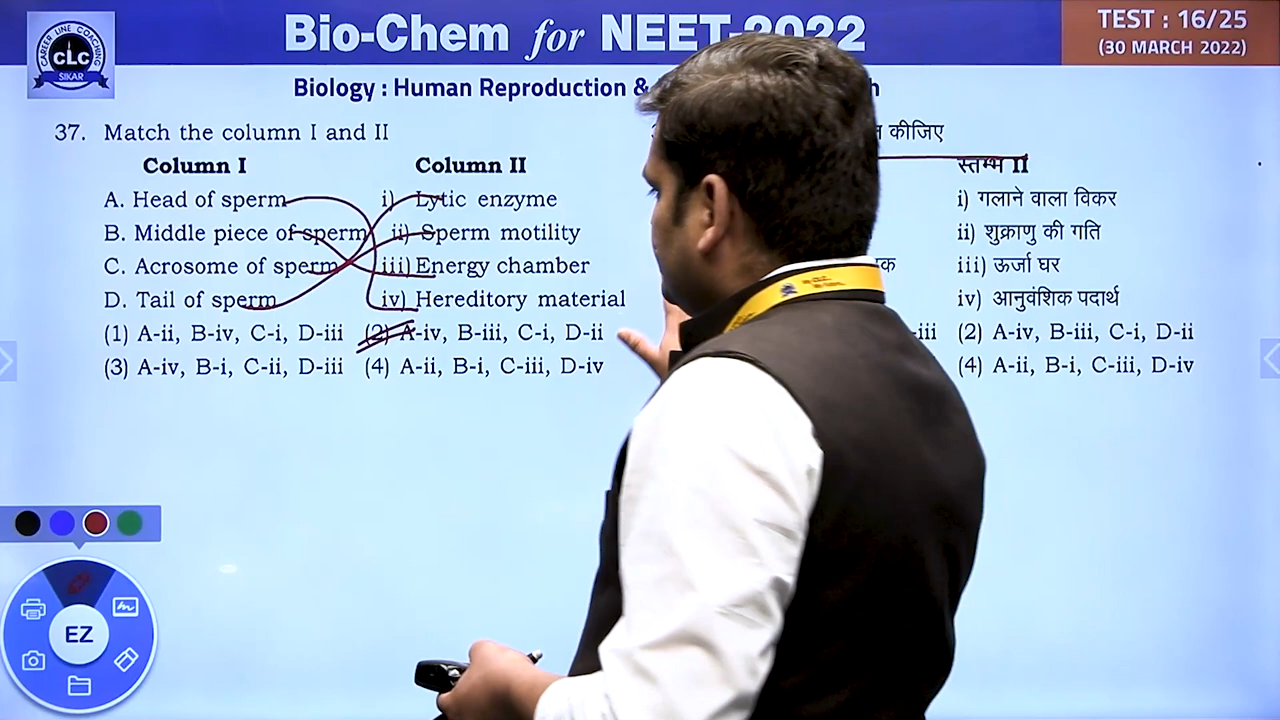 Bio-Chem for NEET-2022
TEST : 16/25
(30 MARCH 2022)
CAREER LINE COACHING
CLC
SIKAR
Biology : Human Reproduction &
37. Match the column I and II
Column I Column II
A. Head of sperm i) Lytic enzyme
B. Middle piece of sperm ii) Sperm motility
C. Acrosome of sperm iii) Energy chamber
D. Tail of sperm iv) Hereditory material
(1) A-ii, B-iv, C-i, D-iii (2) A-iv, B-iii, C-i, D-ii
(3) A-iv, B-i, C-ii, D-iii (4) A-ii, B-i, C-iii, D-iv
कीजिए
स्तम्भ II
i) गलाने वाला विकर
ii) शुक्राणु की गति
iii) ऊर्जा घर
iv) आनुवंशिक पदार्थ
-iii (2) A-iv, B-iii, C-i, D-ii
(4) A-ii, B-i, C-iii, D-iv
EZ